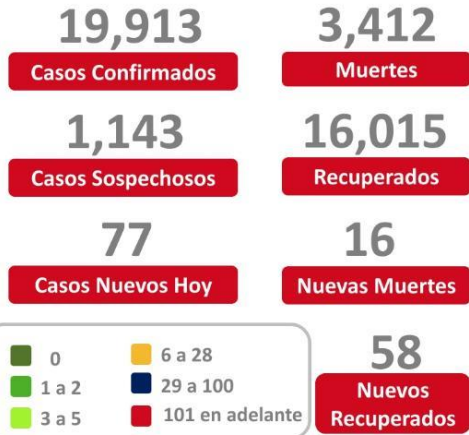 19,913
Casos Confirmados
3,412
Muertes
1,143
Casos Sospechosos
16,015
Recuperados
77
Casos Nuevos Hoy
16
Nuevas Muertes
0
1 a 2
3 a 5
6 a 28
29 a 100
101 en adelante
58
Nuevos
Recuperados